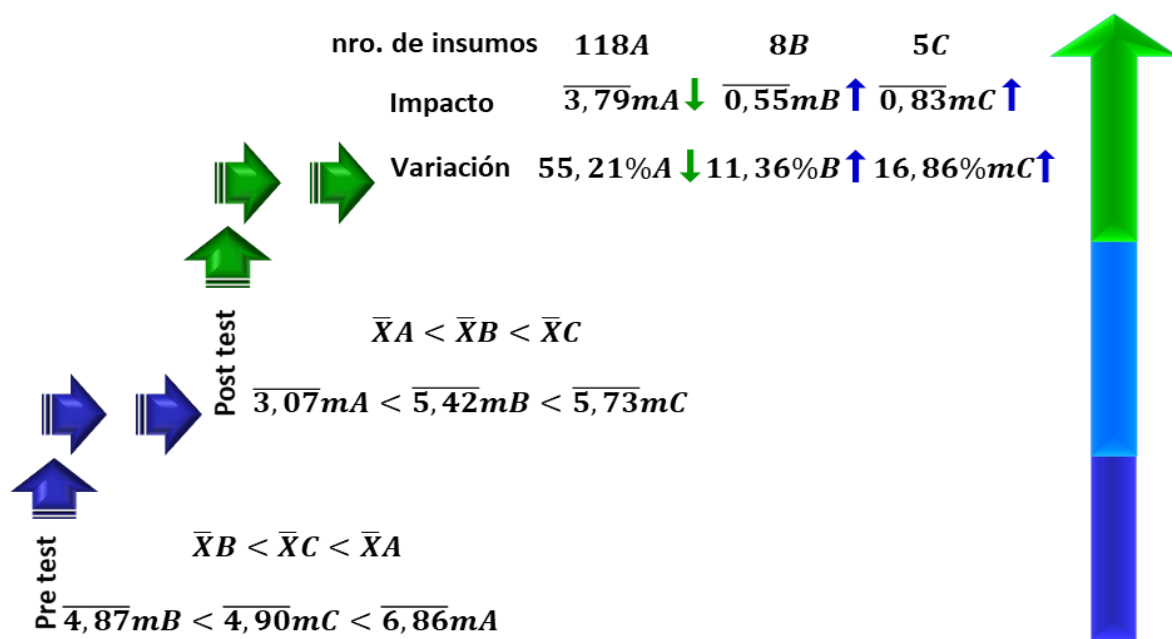 nro. de insumos 118A 8B 5C
Impacto 3,79mA ↓ 0,55mB ↑ 0,83mC ↑
Variación 55,21%A ↓ 11,36%B ↑ 16,86%mC ↑
Post test
X̅A < X̅B < X̅C
3,07mA < 5,42mB < 5,73mC
Pre test
X̅B < X̅C < X̅A
4,87mB < 4,90mC < 6,86mA